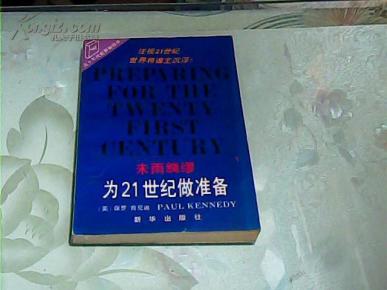 注视21世纪
世界将谁主沉浮?
PREPARING
FOR THE
TWENTY
FIRST
CENTURY
未雨绸缪
为21世纪做准备
(美) 保罗 肯尼迪 PAUL KENNEDY
新华出版社